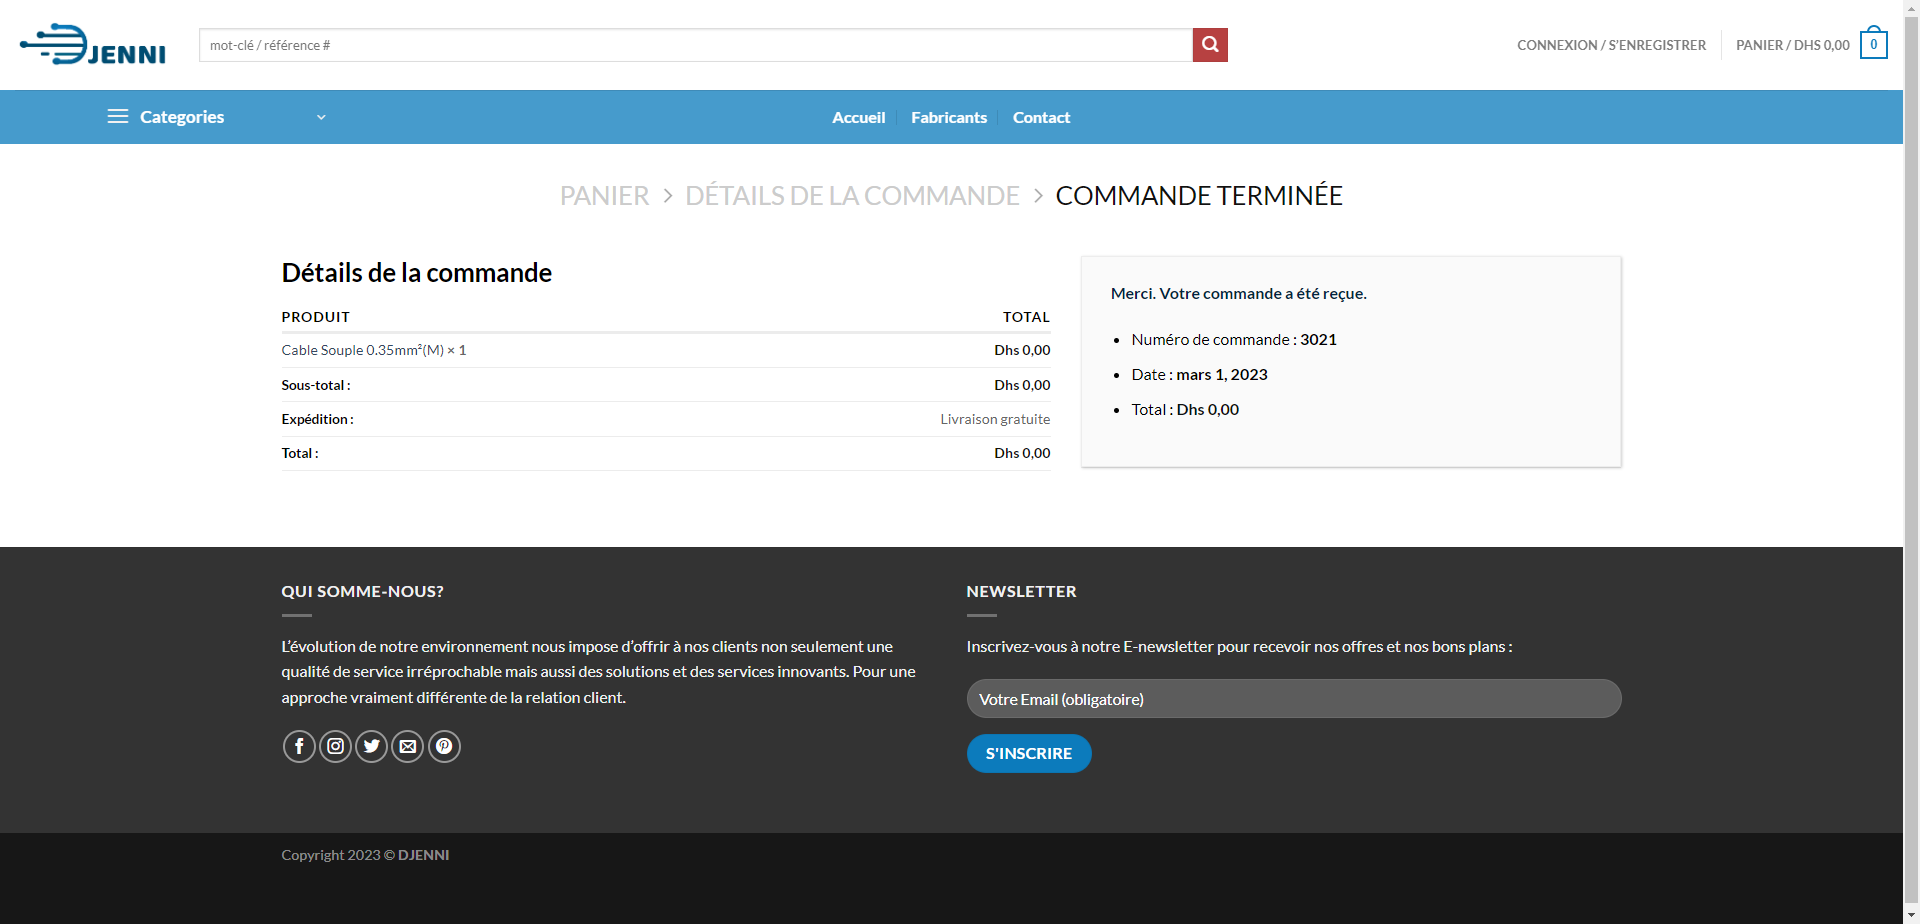 DJENNI
mot-clé / référence #
CONNEXION / S'ENREGISTRER
PANIER / DHS 0,00
0
Categories
Accueil
Fabricants
Contact
PANIER > DÉTAILS DE LA COMMANDE > COMMANDE TERMINÉE
Détails de la commande
PRODUIT TOTAL
Cable Souple 0.35mm²(M) × 1 Dhs 0,00
Sous-total : Dhs 0,00
Expédition : Livraison gratuite
Total : Dhs 0,00
Merci. Votre commande a été reçue.
Numéro de commande : 3021
Date : mars 1, 2023
Total : Dhs 0,00
QUI SOMME-NOUS?
L’évolution de notre environnement nous impose d’offrir à nos clients non seulement une
qualité de service irréprochable mais aussi des solutions et des services innovants. Pour une
approche vraiment différente de la relation client.
NEWSLETTER
Inscrivez-vous à notre E-newsletter pour recevoir nos offres et nos bons plans :
Votre Email (obligatoire)
S'INSCRIRE
Copyright 2023 © DJENNI